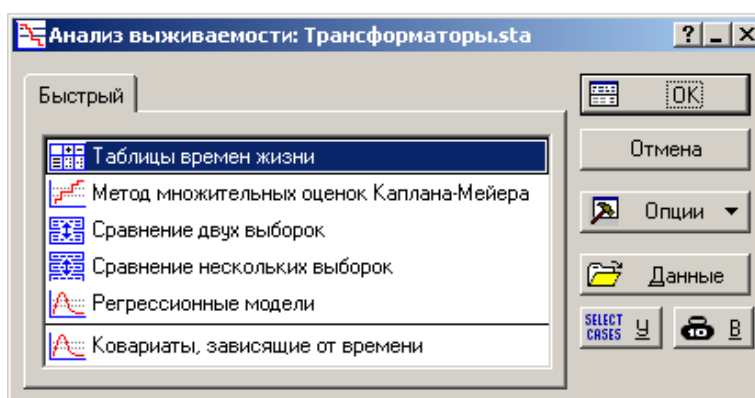 Анализ выживаемости: Трансформаторы.sta
Быстрый
Таблицы времен жизни
Метод множительных оценок Каплана-Мейера
Сравнение двух выборок
Сравнение нескольких выборок
Регрессионные модели
Ковариаты, зависящие от времени
OK
Отмена
Опции
Данные
SELECT CASES У
10 В